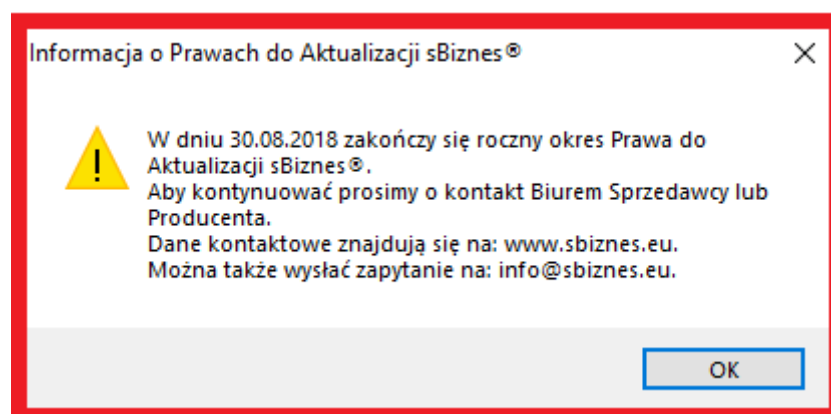 Informacja o Prawach do Aktualizacji sBiznes®
W dniu 30.08.2018 zakończy się roczny okres Prawa do
Aktualizacji sBiznes®.
Aby kontynuować prosimy o kontakt Biurem Sprzedawcy lub
Producenta.
Dane kontaktowe znajdują się na: www.sbiznes.eu.
Można także wysłać zapytanie na: info@sbiznes.eu.
OK